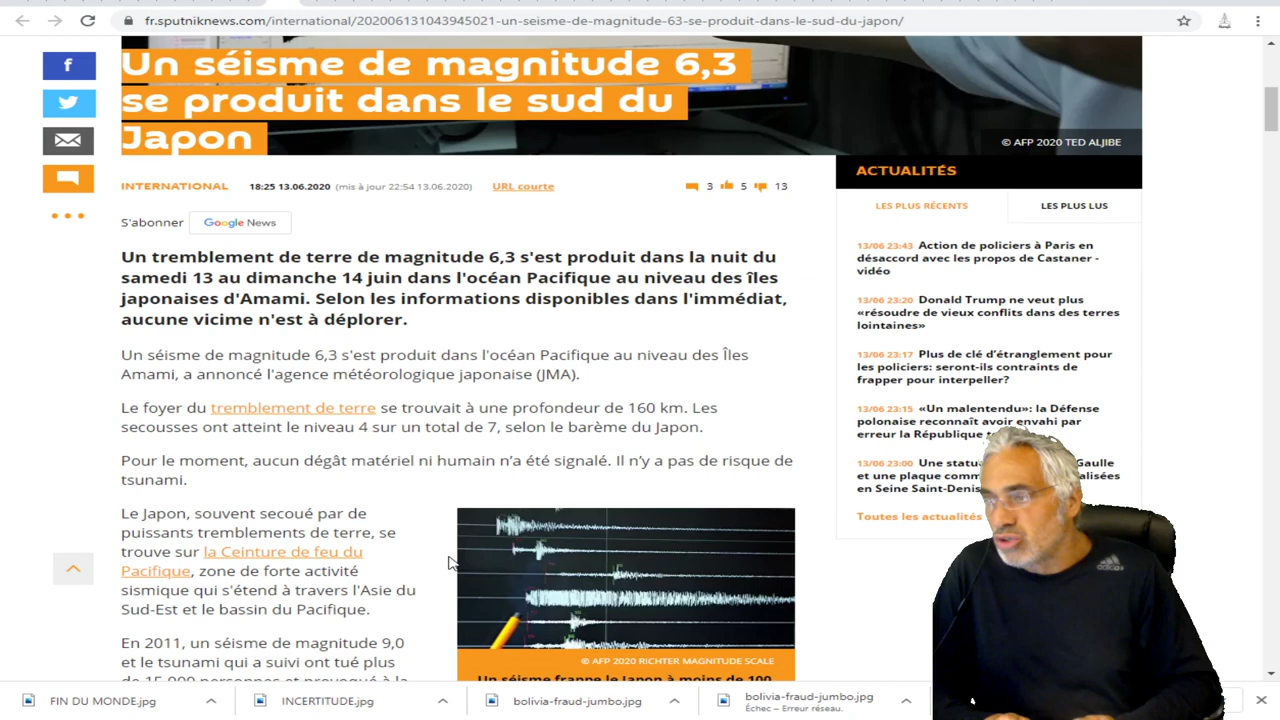 fr.sputniknews.com/international/202006131043945021-un-seisme-de-magnitude-63-se-produit-dans-le-sud-du-japon/
Un séisme de magnitude 6,3
se produit dans le sud du
Japon
© AFP 2020 TED ALJIBE
INTERNATIONAL 18:25 13.06.2020 (mis à jour 22:54 13.06.2020) URL courte 3 5 13
S'abonner Google News
Un tremblement de terre de magnitude 6,3 s'est produit dans la nuit du
samedi 13 au dimanche 14 juin dans l'océan Pacifique au niveau des îles
japonaises d'Amami. Selon les informations disponibles dans l'immédiat,
aucune vicime n'est à déplorer.
Un séisme de magnitude 6,3 s'est produit dans l'océan Pacifique au niveau des Îles
Amami, a annoncé l'agence météorologique japonaise (JMA).
Le foyer du tremblement de terre se trouvait à une profondeur de 160 km. Les
secousses ont atteint le niveau 4 sur un total de 7, selon le barème du Japon.
Pour le moment, aucun dégât matériel ni humain n'a été signalé. Il n'y a pas de risque de
tsunami.
Le Japon, souvent secoué par de
puissants tremblements de terre, se
trouve sur la Ceinture de feu du
Pacifique, zone de forte activité
sismique qui s'étend à travers l'Asie du
Sud-Est et le bassin du Pacifique.
En 2011, un séisme de magnitude 9,0
et le tsunami qui a suivi ont tué plus
de 15 000 personnes et provoqué à la
© AFP 2020 RICHTER MAGNITUDE SCALE
Un séisme frappe le Japon à moins de 100
ACTUALITÉS
LES PLUS RÉCENTS LES PLUS LUS
13/06 23:43 Action de policiers à Paris en
désaccord avec les propos de Castaner -
vidéo
13/06 23:20 Donald Trump ne veut plus
«résoudre de vieux conflits dans des terres
lointaines»
13/06 23:17 Plus de clé d'étranglement pour
les policiers: seront-ils contraints de
frapper pour interpeller?
13/06 23:15 «Un malentendu»: la Défense
polonaise reconnaît avoir envahi par
erreur la République
13/06 23:00 Une Gaulle
et une plaque alisées
en Seine Saint-Denis
Toutes les actualités
adidas
FIN DU MONDE.jpg
INCERTITUDE.jpg
bolivia-fraud-jumbo.jpg
bolivia-fraud-jumbo.jpg
Échec – Erreur réseau.